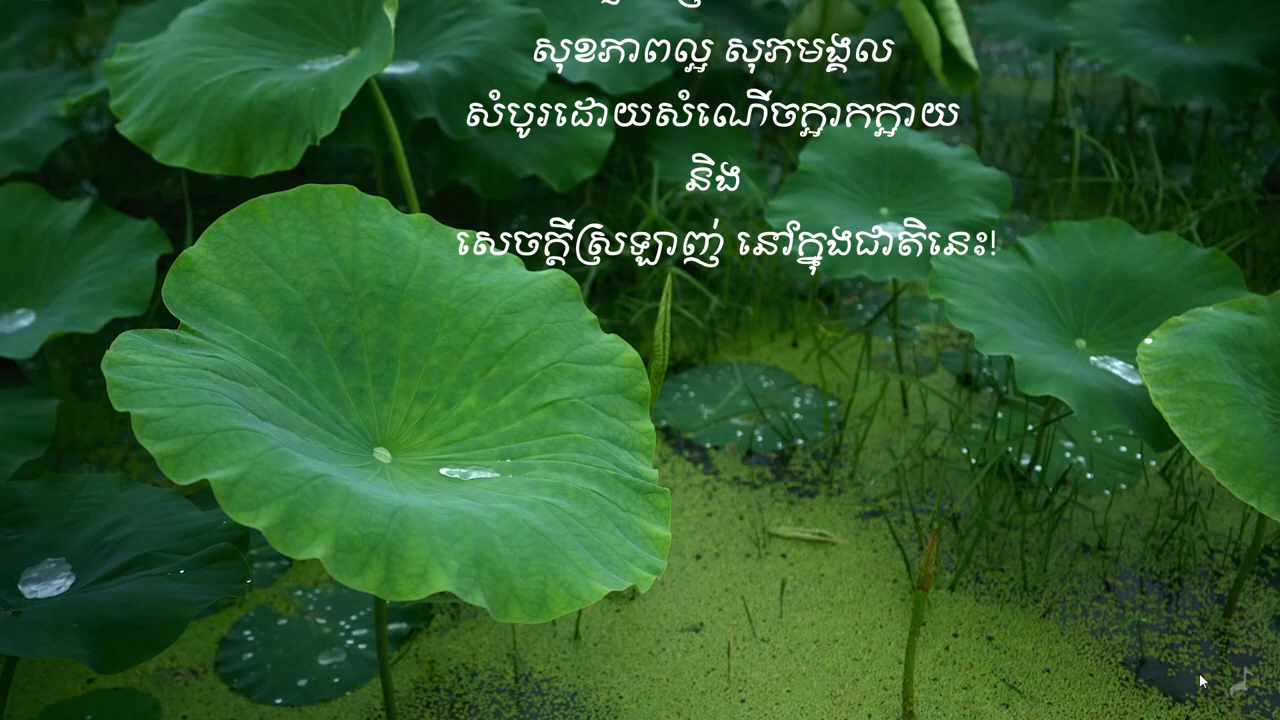 សុខភាពល្អ សុភមង្គល
សំបូរដោយសំណើចក្អាកក្អាយ
និង
សេចក្ដីស្រឡាញ់ នៅក្នុងជាតិនេះ!